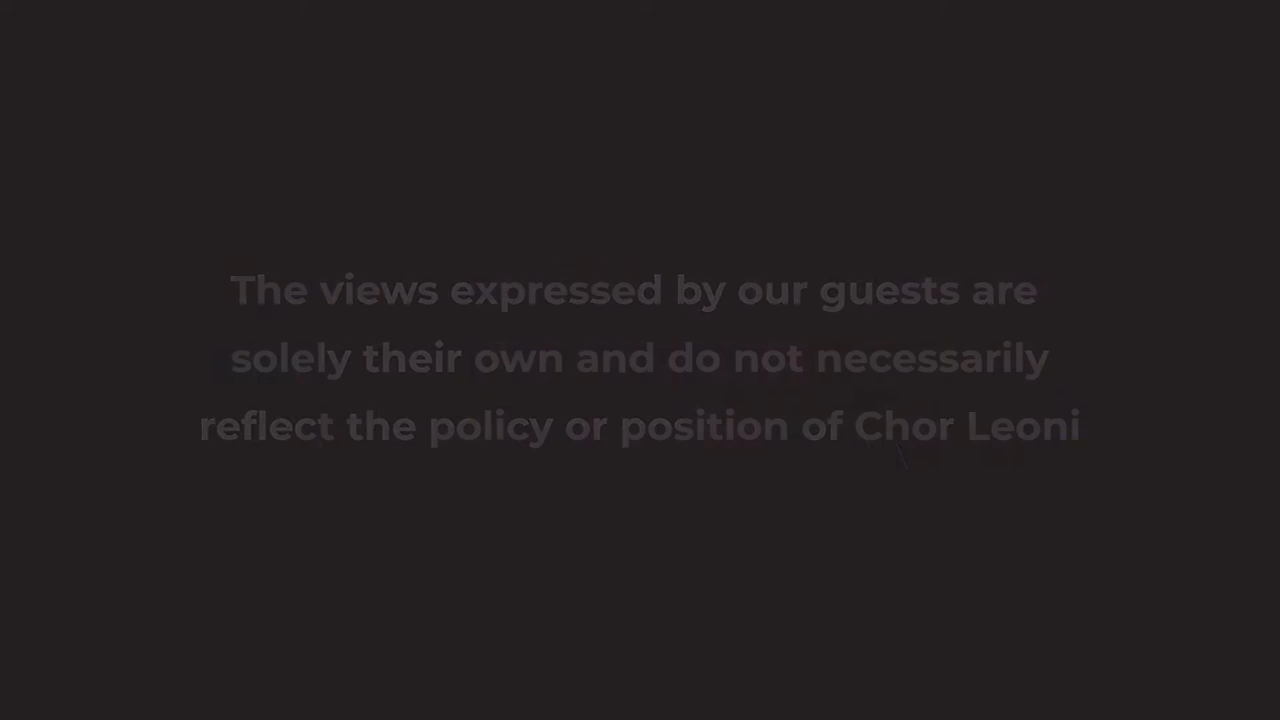 The views expressed by our guests are
solely their own and do not necessarily
reflect the policy or position of Chor Leoni